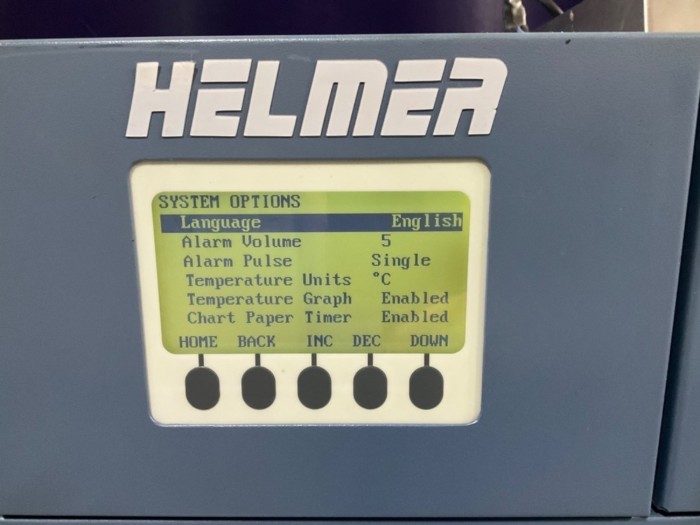 HELMER
SYSTEM OPTIONS
Language English
Alarm Volume 5
Alarm Pulse Single
Temperature Units °C
Temperature Graph Enabled
Chart Paper Timer Enabled
HOME BACK INC DEC DOWN